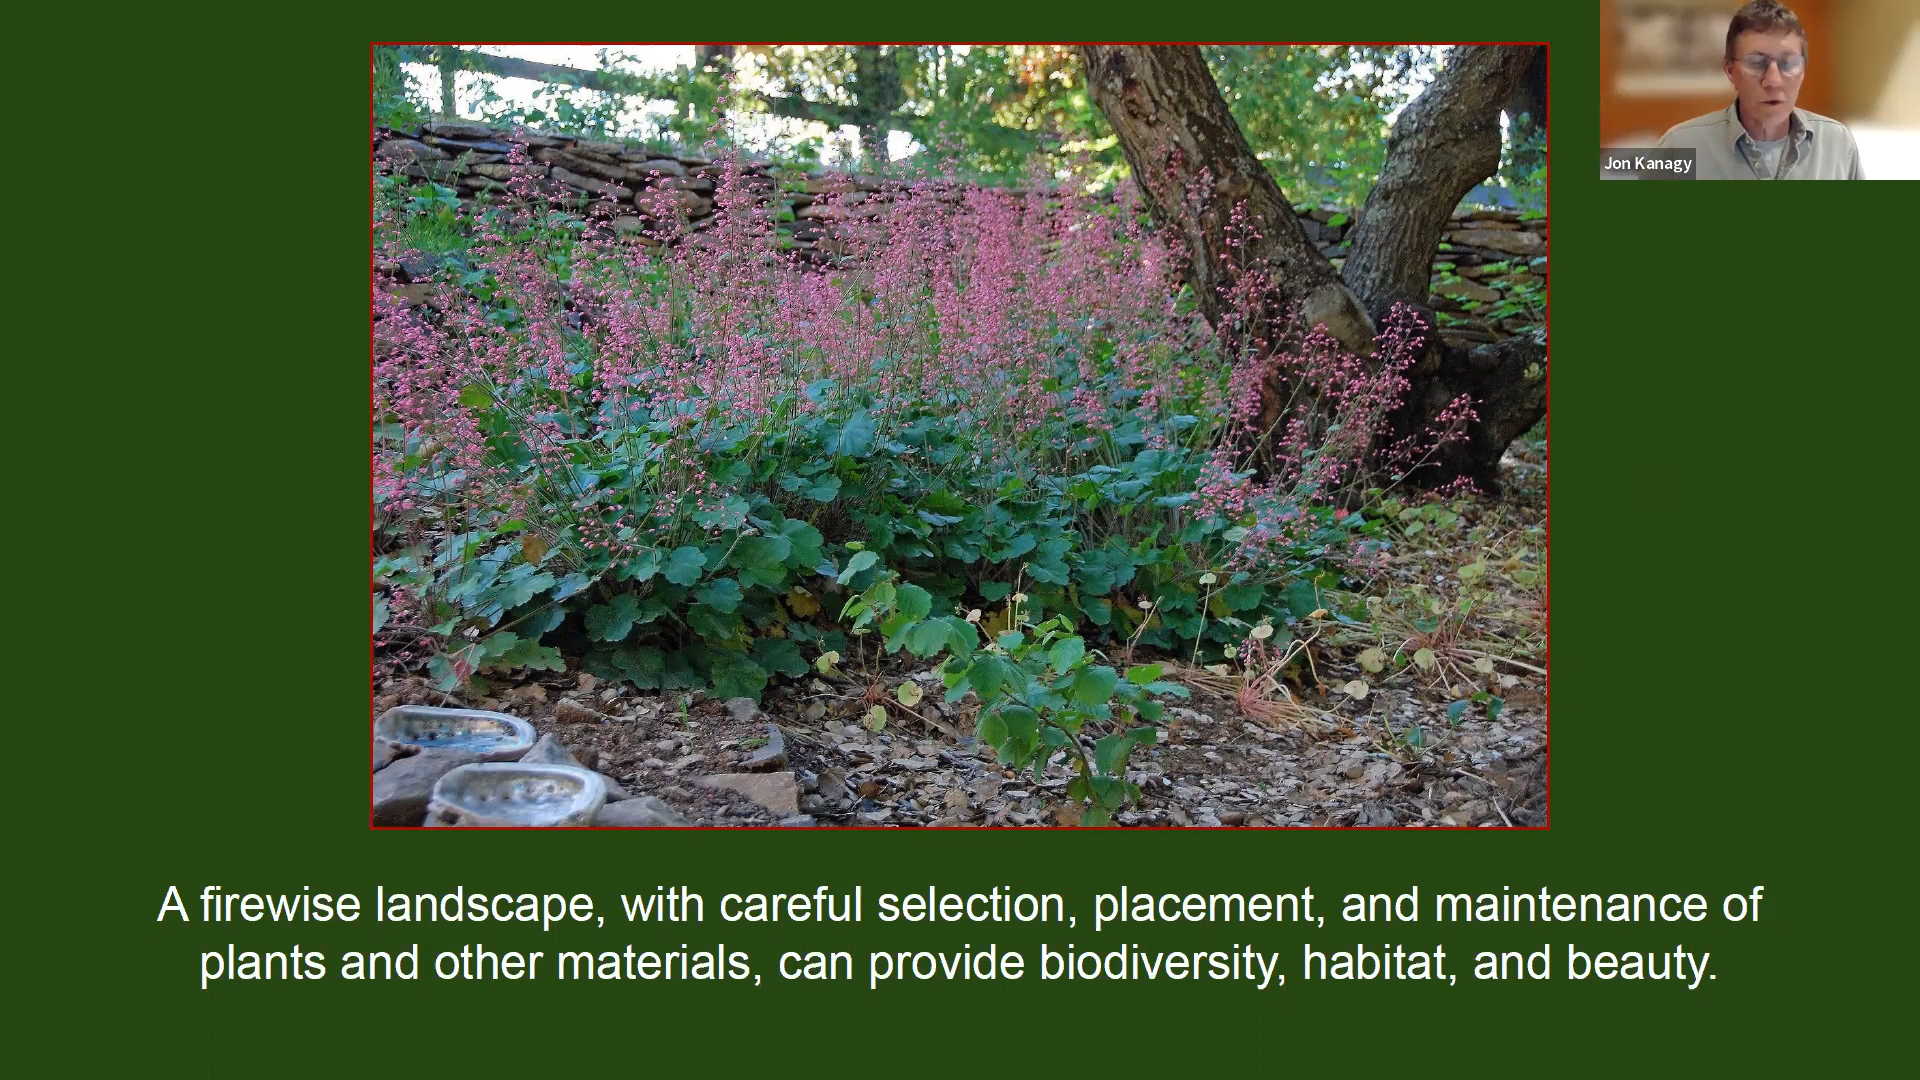 Jon Kanagy
A firewise landscape, with careful selection, placement, and maintenance of
plants and other materials, can provide biodiversity, habitat, and beauty.